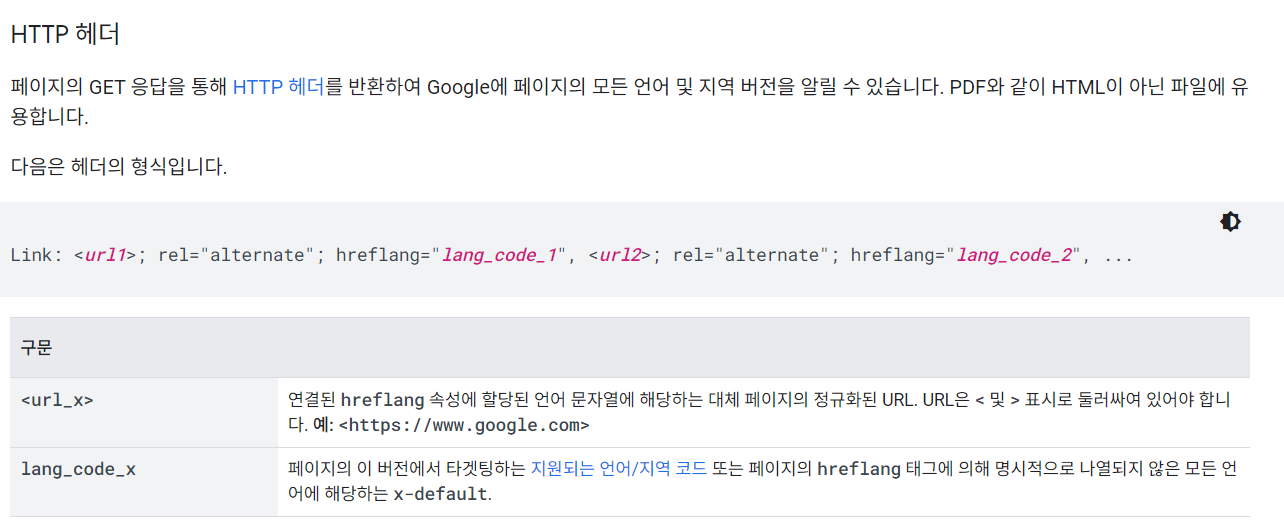 HTTP 헤더
페이지의 GET 응답을 통해 HTTP 헤더를 반환하여 Google에 페이지의 모든 언어 및 지역 버전을 알릴 수 있습니다. PDF와 같이 HTML이 아닌 파일에 유
용합니다.
다음은 헤더의 형식입니다.
Link: <url1>; rel="alternate"; hreflang="lang_code_1", <url2>; rel="alternate"; hreflang="lang_code_2", ...
구문
<url_x>
연결된 hreflang 속성에 할당된 언어 문자열에 해당하는 대체 페이지의 정규화된 URL. URL은 < 및 > 표시로 둘러싸여 있어야 합니
다. 예: <https://www.google.com>
lang_code_x
페이지의 이 버전에서 타겟팅하는 지원되는 언어/지역 코드 또는 페이지의 hreflang 태그에 의해 명시적으로 나열되지 않은 모든 언
어에 해당하는 x-default.